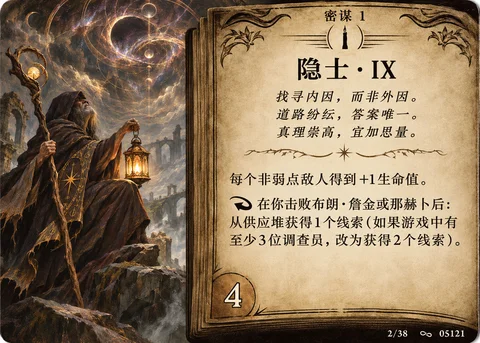 密谋 1
隐士·IX
找寻内因，而非外因。
道路纷纭，答案唯一。
真理崇高，宜加思量。
每个非弱点敌人得到+1生命值。
在你击败布朗·詹金或那赫卜后：
从供应堆获得1个线索（如果游戏中有
至少3位调查员，改为获得2个线索）。
4
2/38 05121